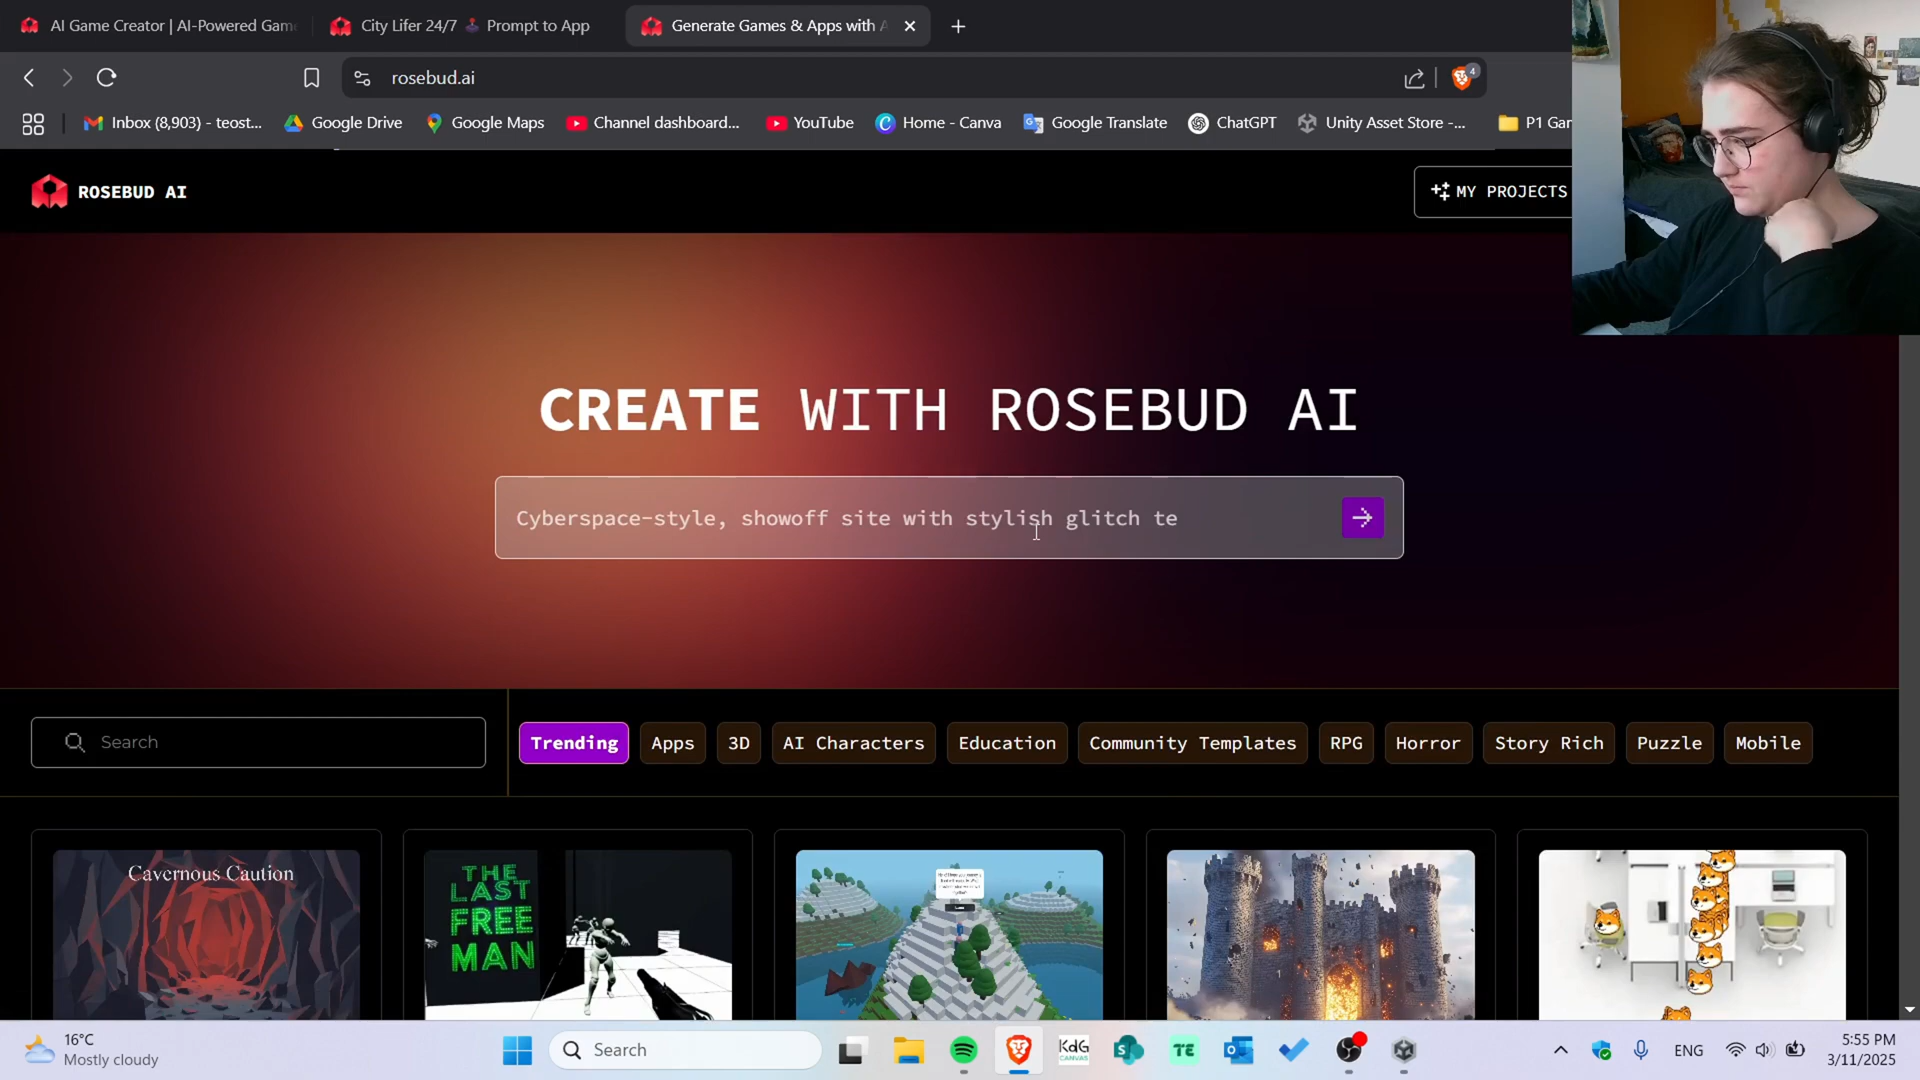 AI Game Creator | AI-Powered Gam
City Lifer 24/7 Prompt to App
Generate Games & Apps with A
rosebud.ai
4
Inbox (8,903) - teost...
Google Drive
Google Maps
Channel dashboard...
YouTube
Home - Canva
Google Translate
ChatGPT
Unity Asset Store -...
P1 Gar
ROSEBUD AI
MY PROJECTS
CREATE WITH ROSEBUD AI
Cyberspace-style, showoff site with stylish glitch te
Search
Trending
Apps
3D
AI Characters
Education
Community Templates
RPG
Horror
Story Rich
Puzzle
Mobile
Cavernous Caution
THE
LAST
FREE
MAN
16°C
Mostly cloudy
Search
KdG
CANVAS
TE
ENG
5:55 PM
3/11/2025